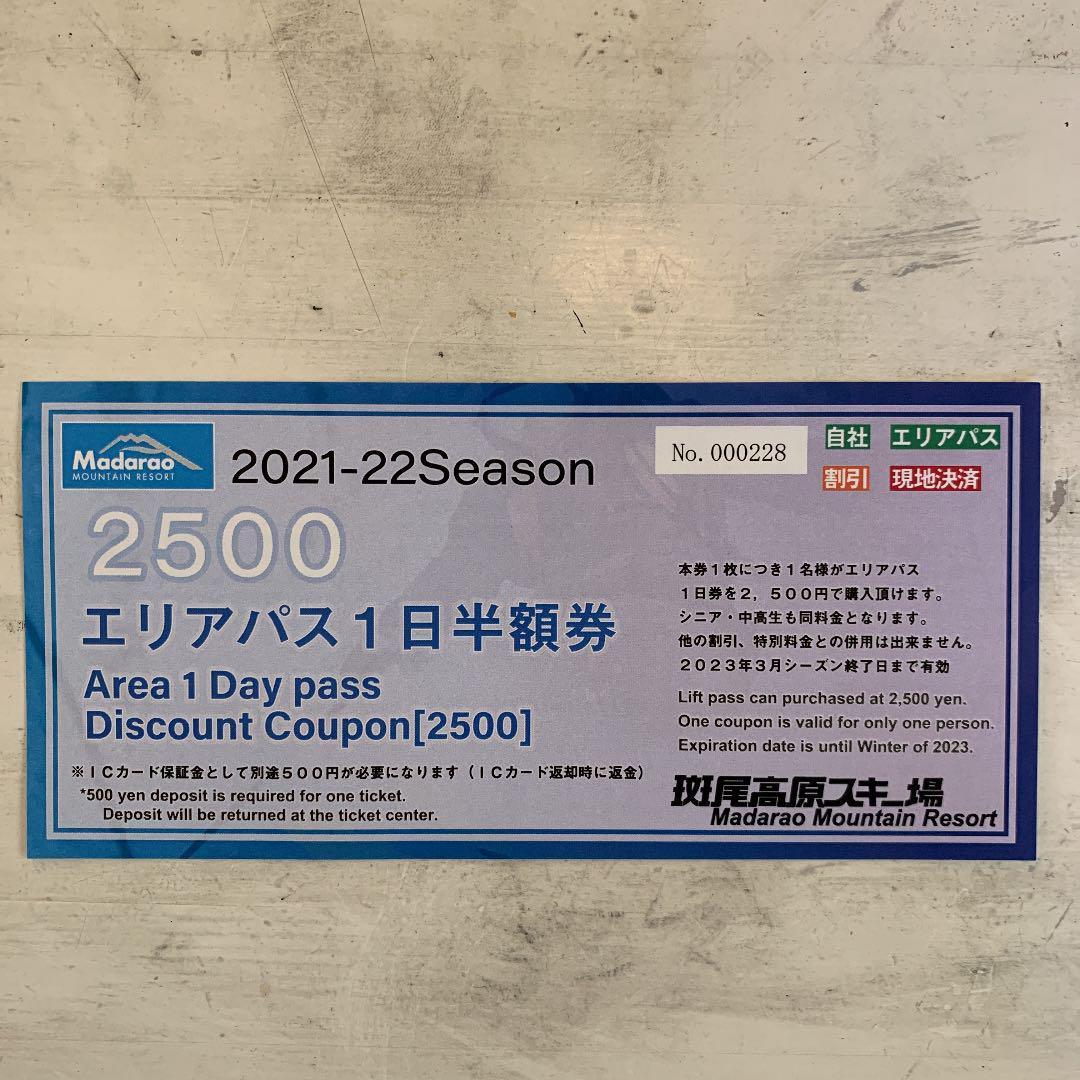 Madarao
MOUNTAIN RESORT
2021-22Season
No. 000228
自社 エリアパス
割引 現地決済
2500
エリアパス1日半額券
Area 1 Day pass
Discount Coupon[2500]
※ICカード保証金として別途500円が必要になります（ICカード返却時に返金）
*500 yen deposit is required for one ticket.
Deposit will be returned at the ticket center.
本券1枚につき1名様がエリアパス
1日券を2，500円で購入頂けます。
シニア・中高生も同料金となります。
他の割引、特別料金との併用は出来ません。
2023年3月シーズン終了日まで有効
Lift pass can purchased at 2,500 yen.
One coupon is valid for only one person.
Expiration date is until Winter of 2023.
斑尾高原スキー場
Madarao Mountain Resort